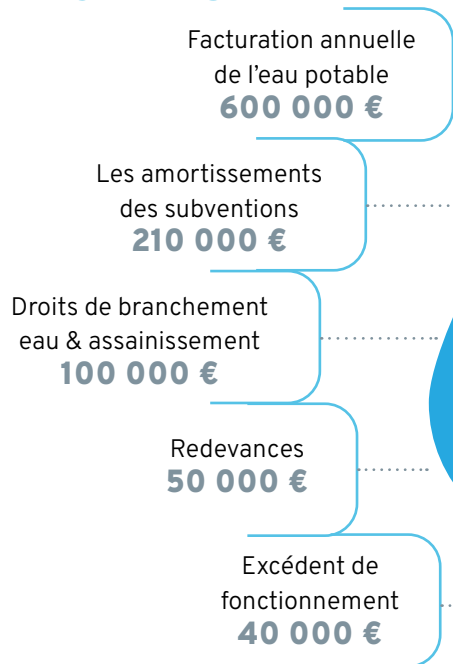 Facturation annuelle
de l'eau potable
600 000 €
Les amortissements
des subventions
210 000 €
Droits de branchement
eau & assainissement
100 000 €
Redevances
50 000 €
Excédent de
fonctionnement
40 000 €